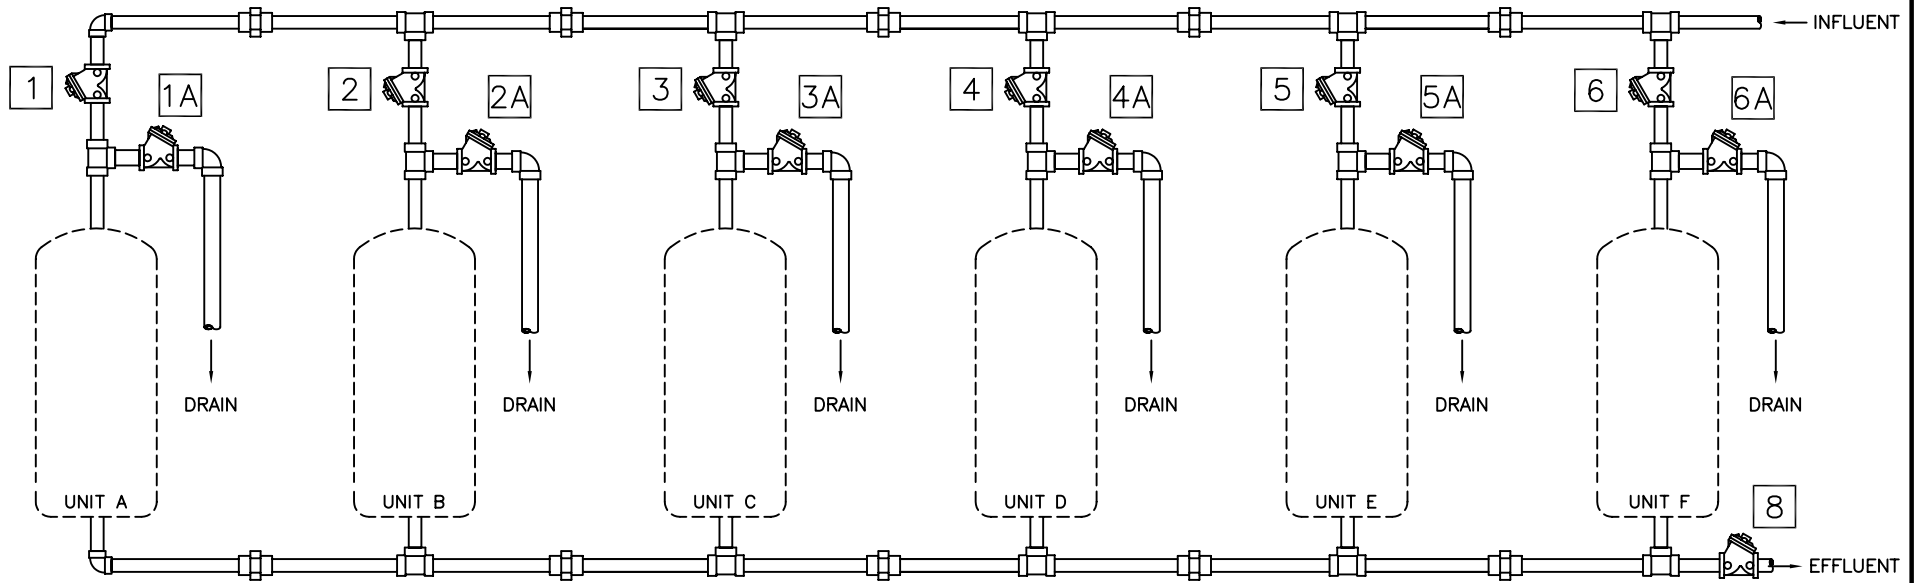 INFLUENT
1
1A
2
2A
3
3A
4
4A
5
5A
6
6A
DRAIN
DRAIN
DRAIN
DRAIN
DRAIN
DRAIN
UNIT A
UNIT B
UNIT C
UNIT D
UNIT E
UNIT F
8
EFFLUENT